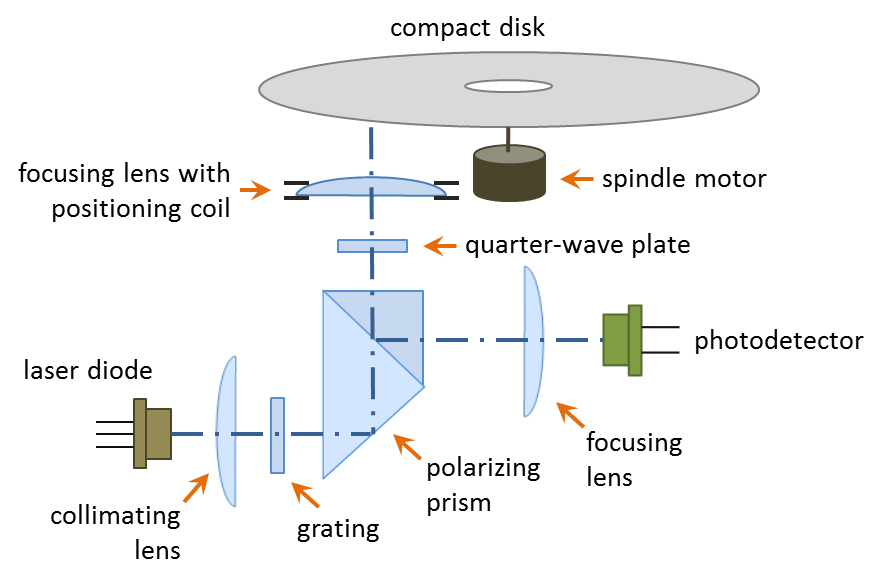 compact disk
focusing lens with
positioning coil
spindle motor
quarter-wave plate
photodetector
laser diode
focusing
lens
polarizing
prism
collimating
lens
grating